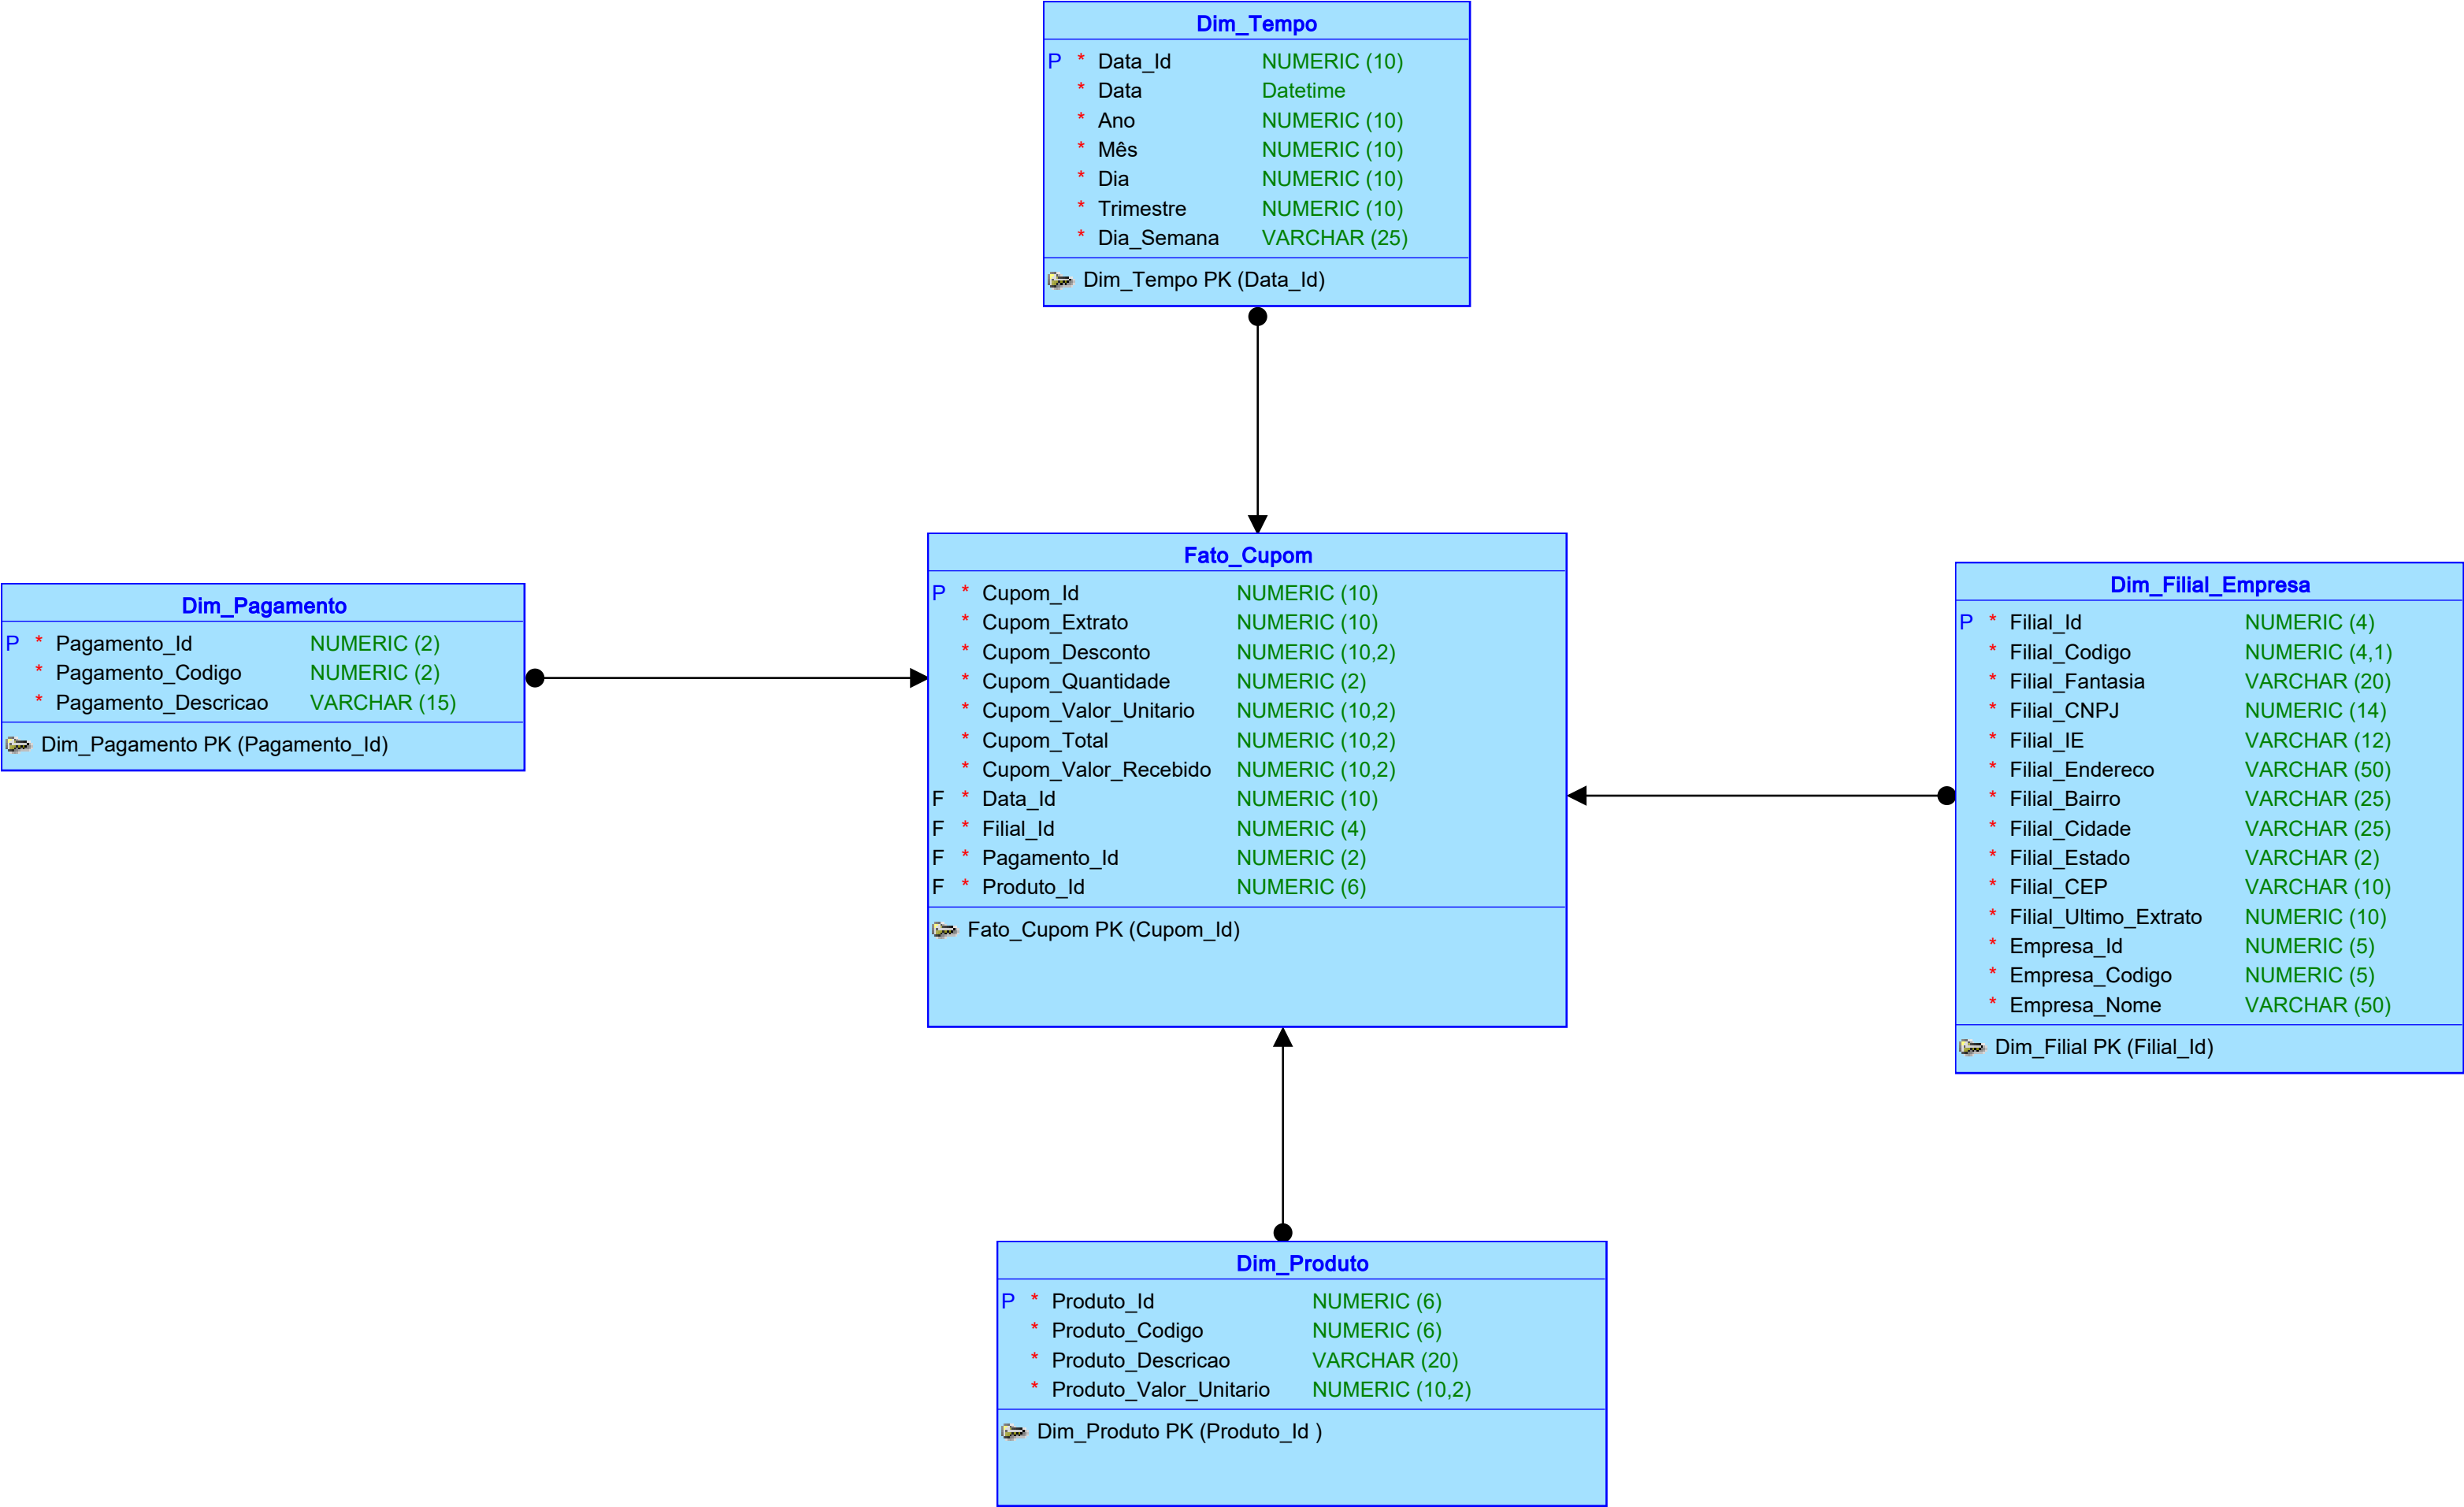 Dim_Tempo
P * Data_Id NUMERIC (10)
* Data Datetime
* Ano NUMERIC (10)
* Mês NUMERIC (10)
* Dia NUMERIC (10)
* Trimestre NUMERIC (10)
* Dia_Semana VARCHAR (25)
Dim_Tempo PK (Data_Id)
Dim_Pagamento
P * Pagamento_Id NUMERIC (2)
* Pagamento_Codigo NUMERIC (2)
* Pagamento_Descricao VARCHAR (15)
Dim_Pagamento PK (Pagamento_Id)
Fato_Cupom
P * Cupom_Id NUMERIC (10)
* Cupom_Extrato NUMERIC (10)
* Cupom_Desconto NUMERIC (10,2)
* Cupom_Quantidade NUMERIC (2)
* Cupom_Valor_Unitario NUMERIC (10,2)
* Cupom_Total NUMERIC (10,2)
* Cupom_Valor_Recebido NUMERIC (10,2)
F * Data_Id NUMERIC (10)
F * Filial_Id NUMERIC (4)
F * Pagamento_Id NUMERIC (2)
F * Produto_Id NUMERIC (6)
Fato_Cupom PK (Cupom_Id)
Dim_Filial_Empresa
P * Filial_Id NUMERIC (4)
* Filial_Codigo NUMERIC (4,1)
* Filial_Fantasia VARCHAR (20)
* Filial_CNPJ NUMERIC (14)
* Filial_IE VARCHAR (12)
* Filial_Endereco VARCHAR (50)
* Filial_Bairro VARCHAR (25)
* Filial_Cidade VARCHAR (25)
* Filial_Estado VARCHAR (2)
* Filial_CEP VARCHAR (10)
* Filial_Ultimo_Extrato NUMERIC (10)
* Empresa_Id NUMERIC (5)
* Empresa_Codigo NUMERIC (5)
* Empresa_Nome VARCHAR (50)
Dim_Filial PK (Filial_Id)
Dim_Produto
P * Produto_Id NUMERIC (6)
* Produto_Codigo NUMERIC (6)
* Produto_Descricao VARCHAR (20)
* Produto_Valor_Unitario NUMERIC (10,2)
Dim_Produto PK (Produto_Id )